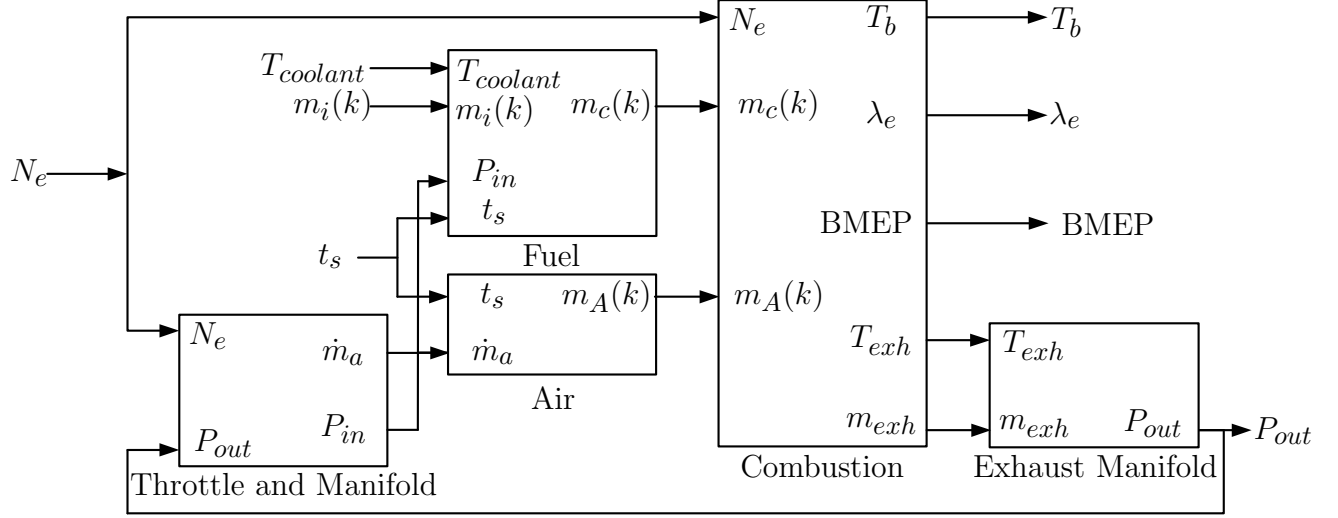 N_e T_b T_b
T_coolant T_coolant
m_i(k) m_i(k) m_c(k) m_c(k) λ_e λ_e
N_e
P_in
t_s BMEP BMEP
t_s Fuel
t_s m_A(k) m_A(k)
N_e ṁ_a ṁ_a T_exh T_exh
Air
P_out P_in m_exh m_exh P_out P_out
Throttle and Manifold Combustion Exhaust Manifold